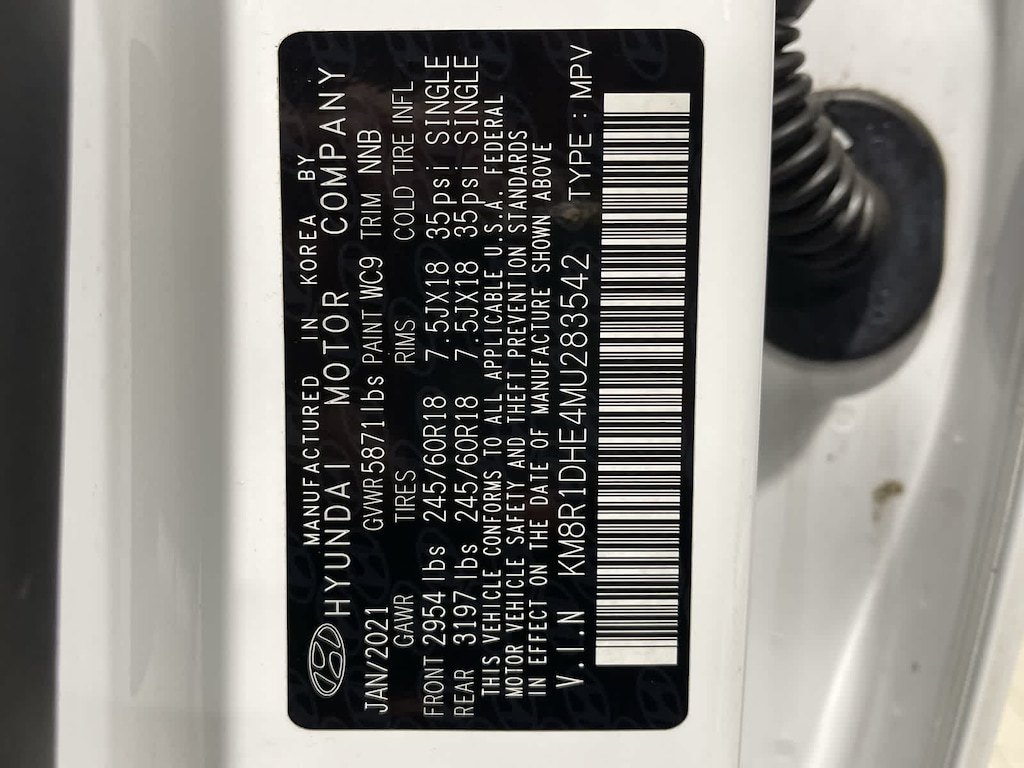 MANUFACTURED IN KOREA BY
HYUNDAI MOTOR COMPANY
JAN/2021 GVWR 5871 lbs PAINT WC9 TRIM NNB
GAWR TIRES RIMS COLD TIRE INFL
FRONT 2954 lbs 245/60R18 7.5JX18 35psi SINGLE
REAR 3197 lbs 245/60R18 7.5JX18 35psi SINGLE
THIS VEHICLE CONFORMS TO ALL APPLICABLE U.S.A. FEDERAL
MOTOR VEHICLE SAFETY AND THEFT PREVENTION STANDARDS
IN EFFECT ON THE DATE OF MANUFACTURE SHOWN ABOVE
V.I.N KM8R1DHE4MU283542 TYPE : MPV